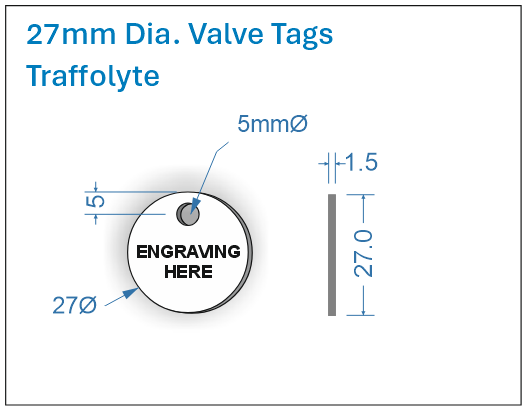 27mm Dia. Valve Tags
Traffolyte
5mmØ
1.5
5
ENGRAVING
HERE
27.0
27Ø